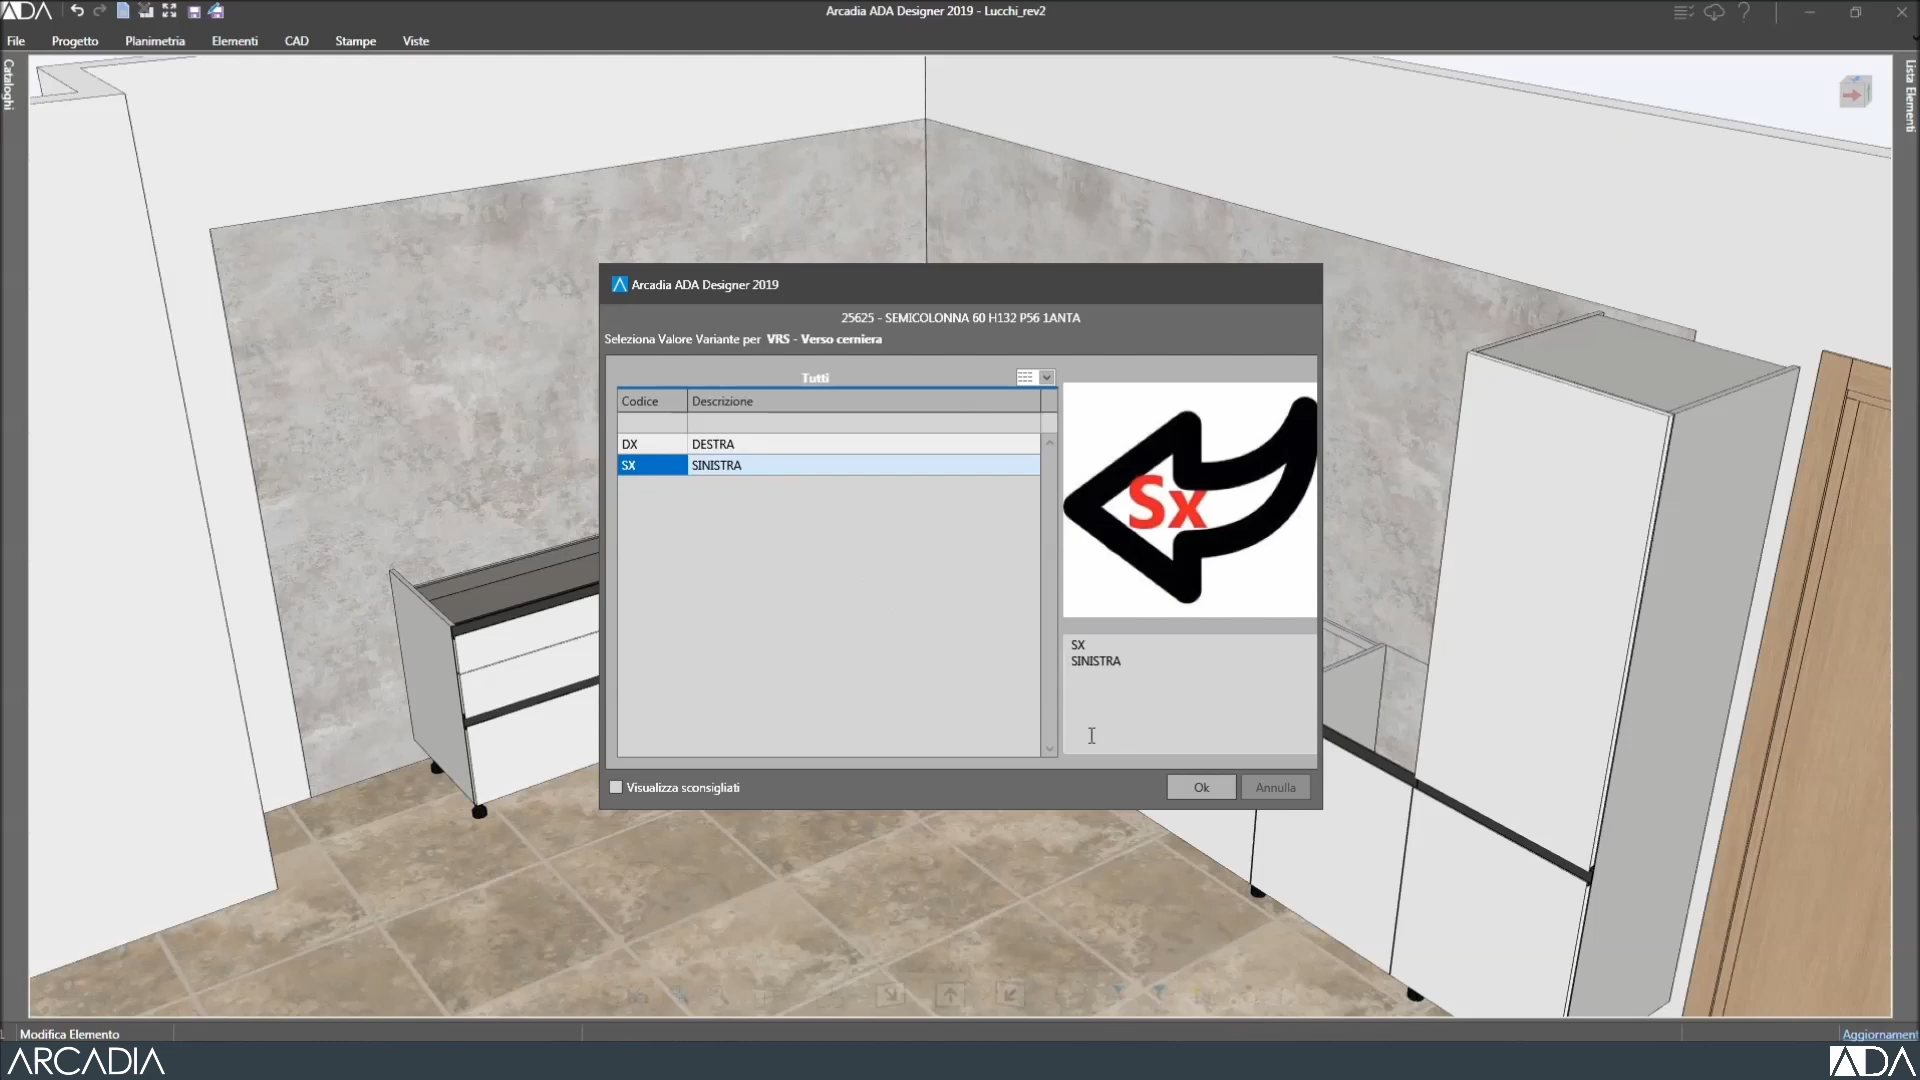 ADA
Arcadia ADA Designer 2019 - Lucchi_rev2
File Progetto Planimetria Elementi CAD Stampe Viste
Cataloghi
Lista Elementi
Arcadia ADA Designer 2019
25625 - SEMICOLONNA 60 H132 P56 1ANTA
Seleziona Valore Variante per VRS - Verso cerniera
Tutti
Codice Descrizione
DX DESTRA
SX SINISTRA
Sx
SX
SINISTRA
Visualizza sconsigliati
Ok Annulla
Modifica Elemento
Aggiornament
ARCADIA
ADA